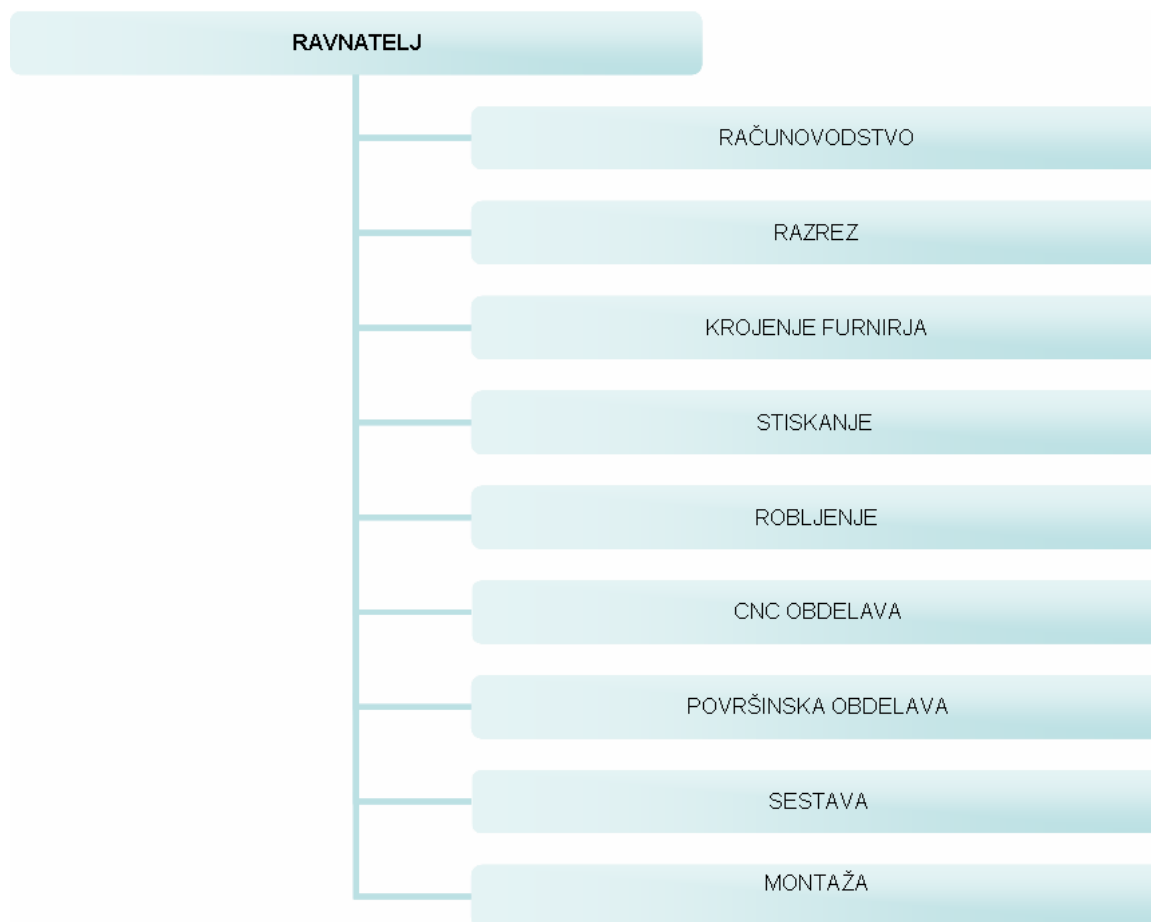 RAVNATELJ
RAČUNOVODSTVO
RAZREZ
KROJENJE FURNIRJA
STISKANJE
ROBLJENJE
CNC OBDELAVA
POVRŠINSKA OBDELAVA
SESTAVA
MONTAŽA